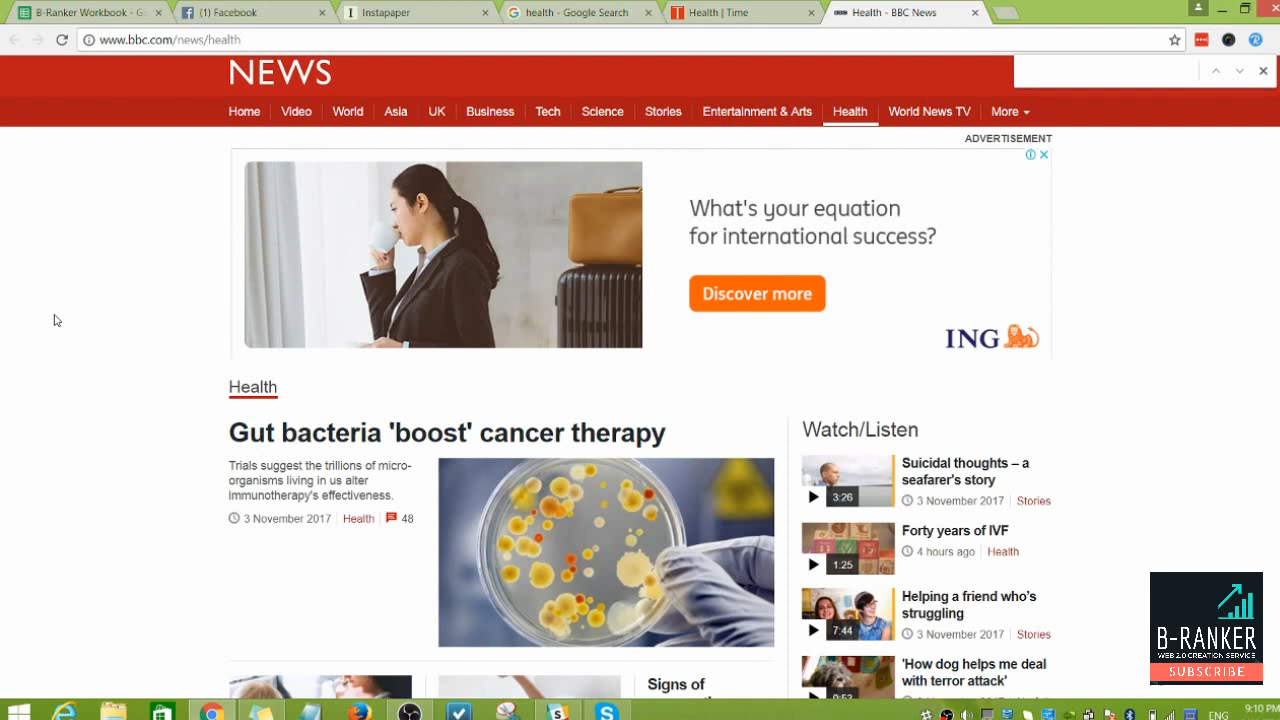 B-Ranker Workbook - G
(1) Facebook
Instapaper
health - Google Search
Health | Time
Health - BBC News
www.bbc.com/news/health
NEWS
Home
Video
World
Asia
UK
Business
Tech
Science
Stories
Entertainment & Arts
Health
World News TV
More
ADVERTISEMENT
What's your equation
for international success?
Discover more
ING
Health
Gut bacteria 'boost' cancer therapy
Trials suggest the trillions of micro-
organisms living in us alter
immunotherapy's effectiveness.
3 November 2017
Health
48
Watch/Listen
3:26
Suicidal thoughts – a
seafarer's story
3 November 2017
Stories
1:25
Forty years of IVF
4 hours ago
Health
7:44
Helping a friend who's
struggling
3 November 2017
Stories
'How dog helps me deal
with terror attack'
Signs of
B-RANKER
WEB 2.0 CREATION SERVICE
SUBSCRIBE
ENG
9:10 PM